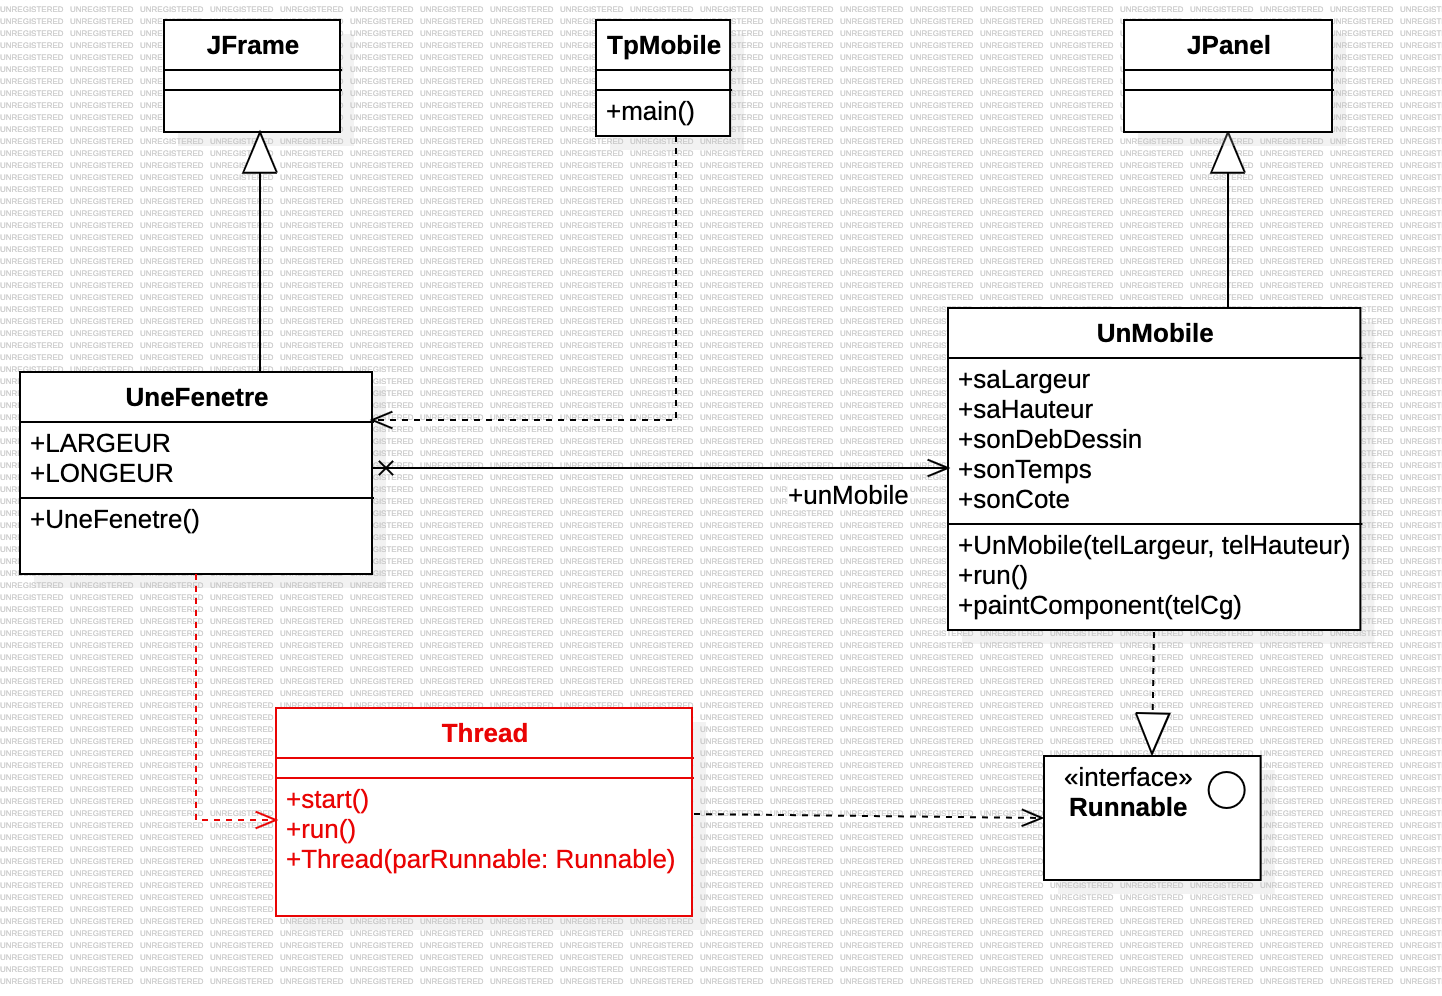 JFrame
TpMobile
+main()
JPanel
UneFenetre
+LARGEUR
+LONGEUR
+UneFenetre()
+unMobile
UnMobile
+saLargeur
+saHauteur
+sonDebDessin
+sonTemps
+sonCote
+UnMobile(telLargeur, telHauteur)
+run()
+paintComponent(telCg)
Thread
+start()
+run()
+Thread(parRunnable: Runnable)
«interface»
Runnable
UNREGISTERED